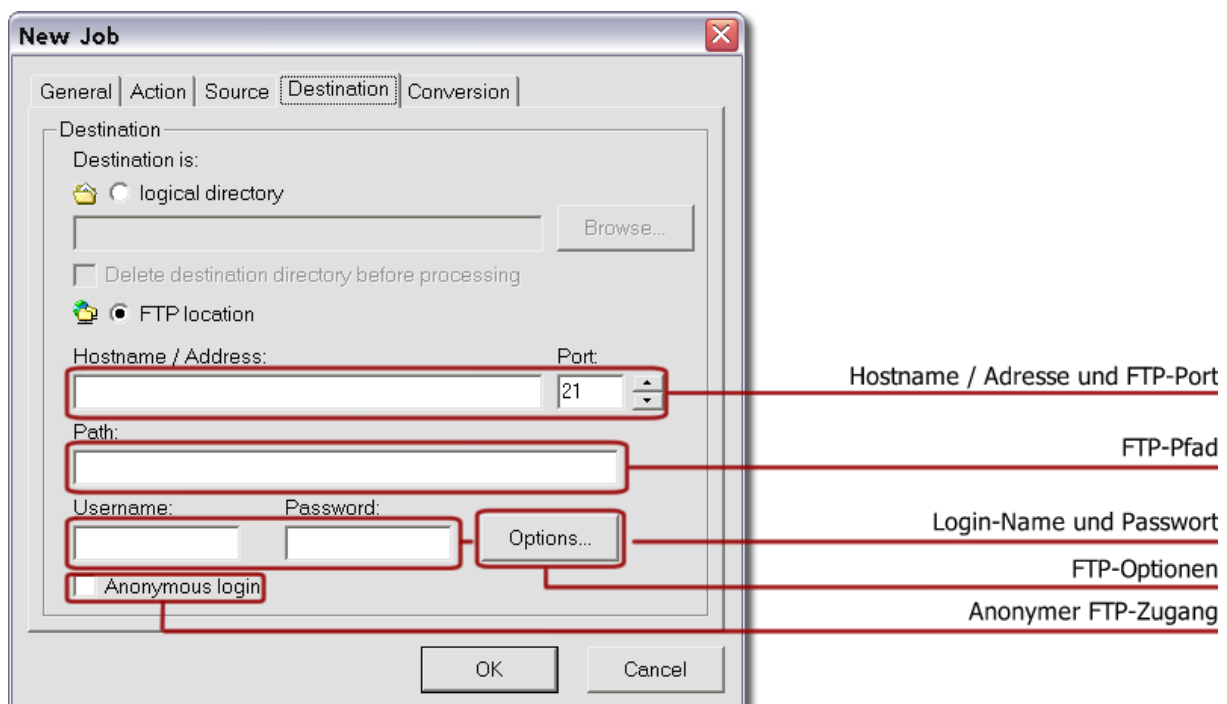 New Job
General Action Source Destination Conversion
Destination
Destination is:
logical directory
Browse...
Delete destination directory before processing
FTP location
Hostname / Address: Port:
21
Hostname / Adresse und FTP-Port
Path:
FTP-Pfad
Username: Password:
Options...
Login-Name und Passwort
FTP-Optionen
Anonymous login
Anonymer FTP-Zugang
OK Cancel